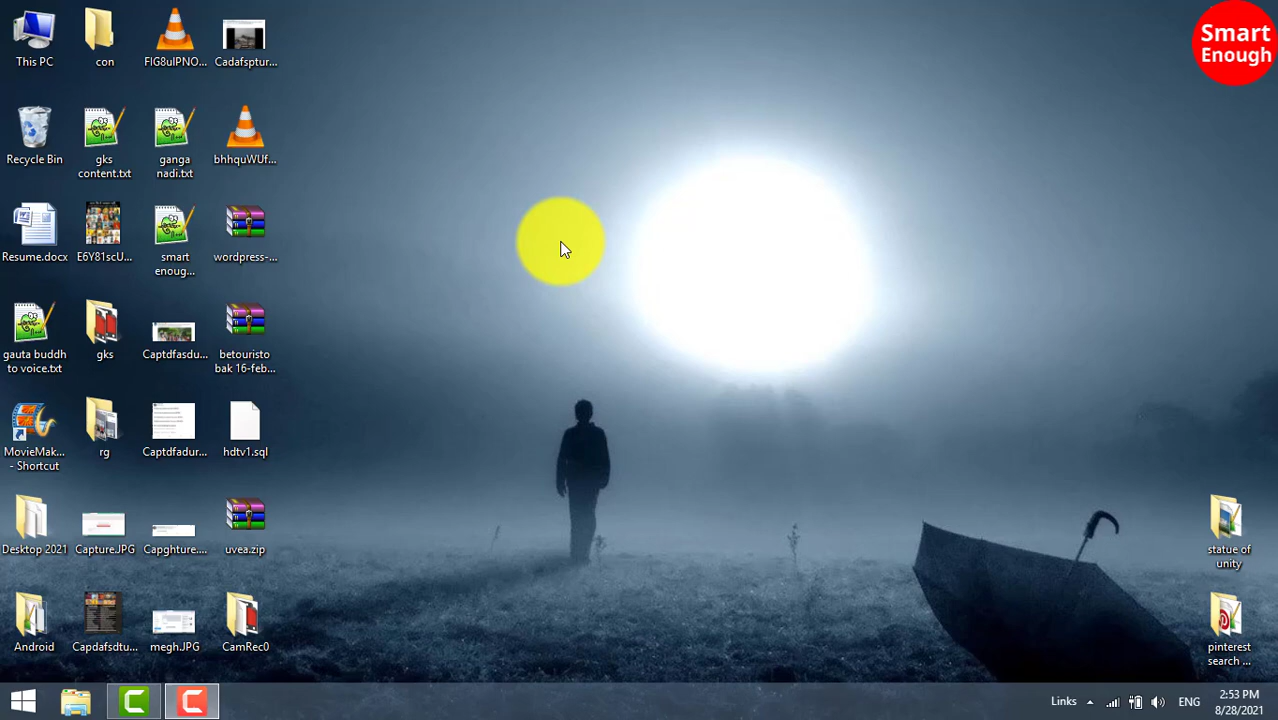 Smart
Enough
This PC
con
FIG8uIPNO...
Cadafsptur...
Recycle Bin
gks
content.txt
ganga
nadi.txt
bhhquWUf...
Resume.docx
E6Y81scU...
smart
enoug...
wordpress-...
gauta buddh
to voice.txt
gks
Captdfasdu...
betouristo
bak 16-feb...
MovieMak...
- Shortcut
rg
Captdfadur...
hdtv1.sql
Desktop 2021
Capture.JPG
Capghture....
uvea.zip
statue of
unity
Android
Capdafsdtu...
megh.JPG
CamRec0
pinterest
search ...
Links
ENG
2:53 PM
8/28/2021